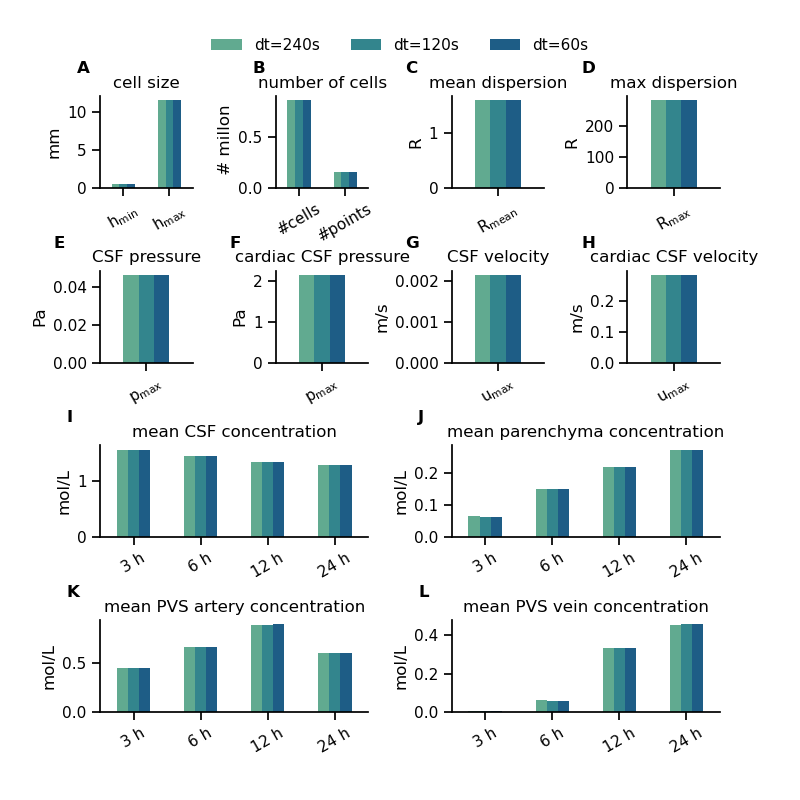 dt=240s dt=120s dt=60s
A B C D
cell size number of cells mean dispersion max dispersion
mm # millon R R
10 5 0
0.5 0.0
1 0
200 100 0
hmin hmax #cells #points Rmean Rmax
E F G H
CSF pressure cardiac CSF pressure CSF velocity cardiac CSF velocity
Pa Pa m/s m/s
0.04 0.02 0.00
2 1 0
0.002 0.001 0.000
0.2 0.1 0.0
pmax pmax umax umax
I J
mean CSF concentration mean parenchyma concentration
mol/L mol/L
1 0
0.2 0.1 0.0
3 h 6 h 12 h 24 h 3 h 6 h 12 h 24 h
K L
mean PVS artery concentration mean PVS vein concentration
mol/L mol/L
0.5 0.0
0.4 0.2 0.0
3 h 6 h 12 h 24 h 3 h 6 h 12 h 24 h